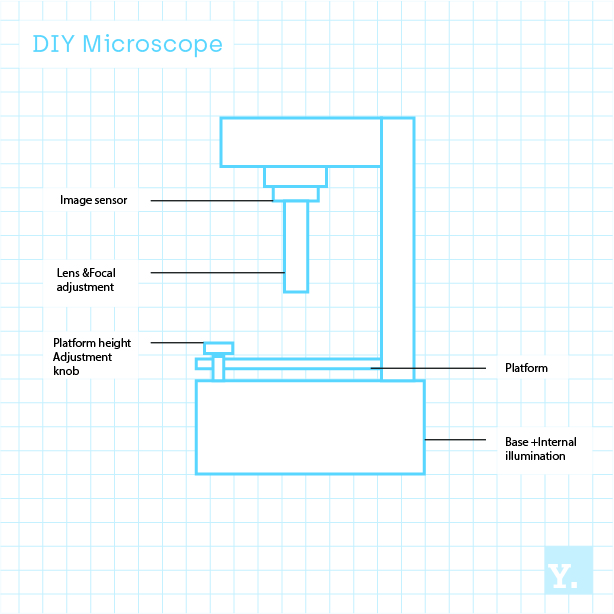 DIY Microscope
Image sensor
Lens &Focal
adjustment
Platform height
Adjustment
knob
Platform
Base +Internal
illumination
Y.